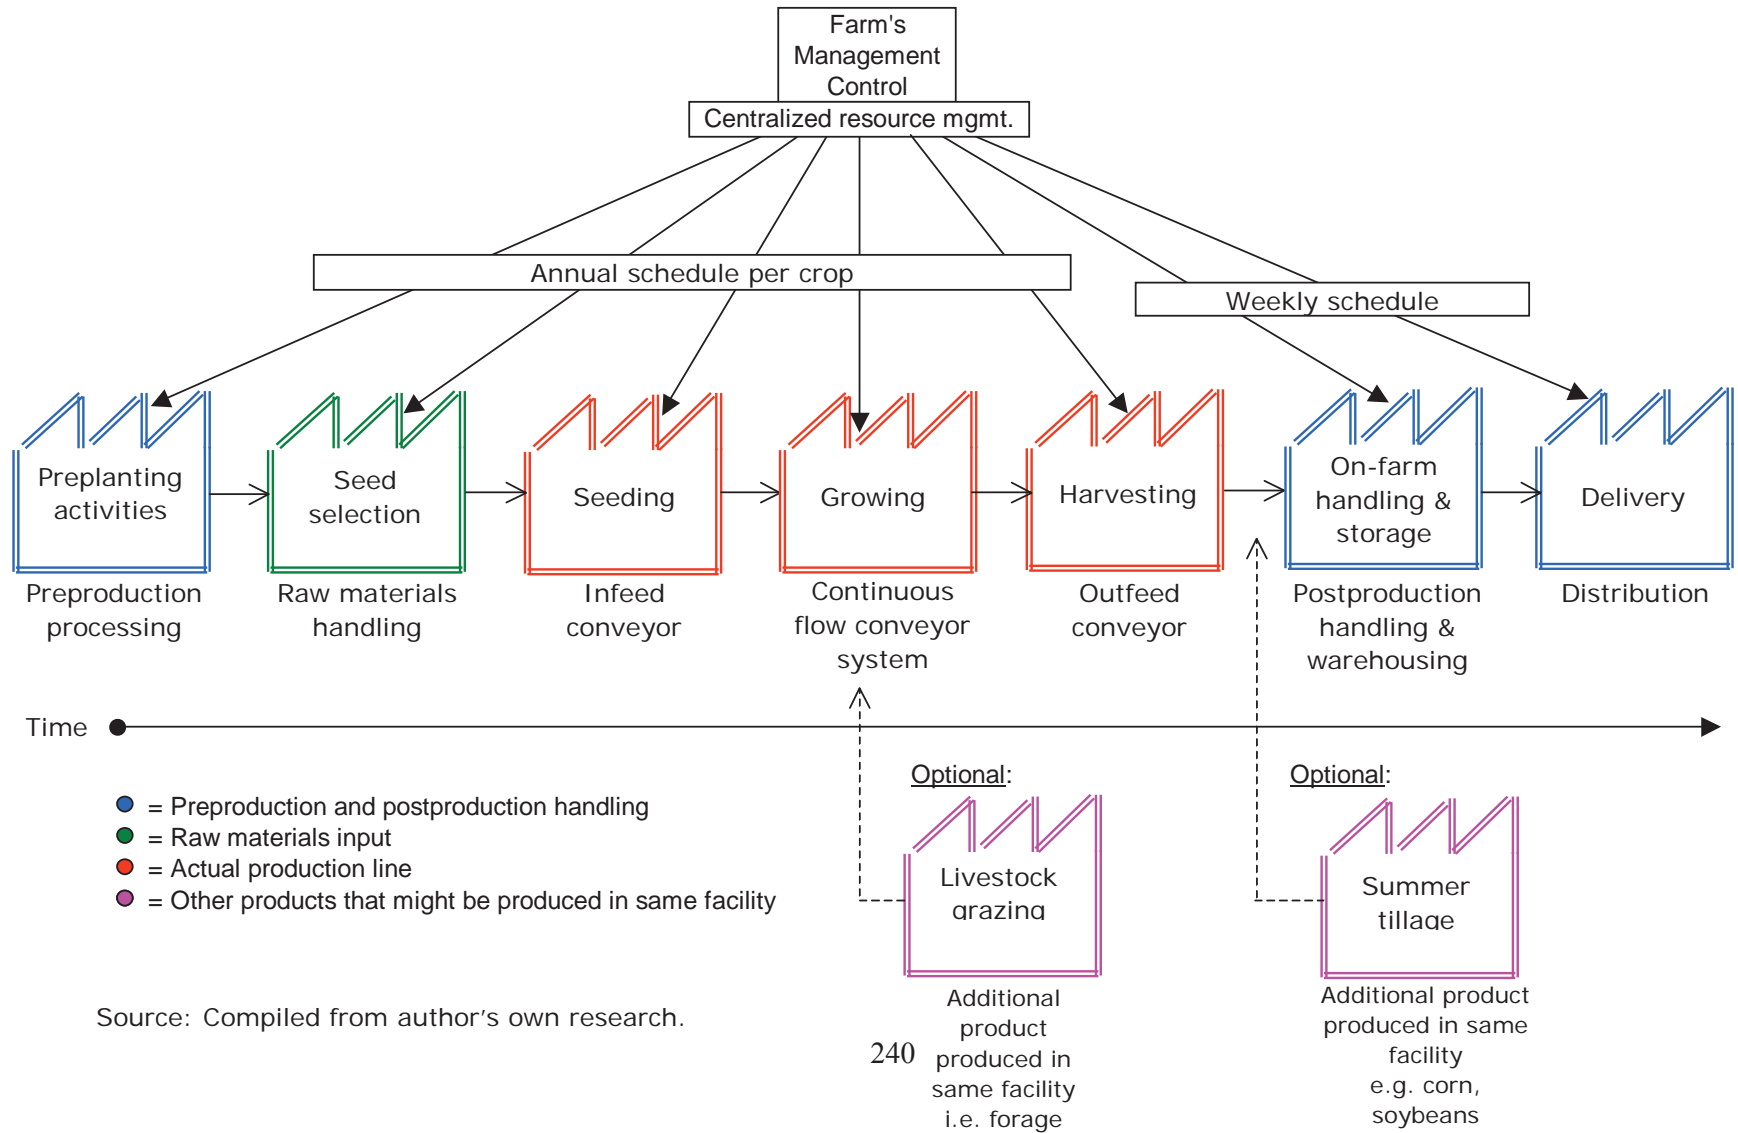 Farm's
Management
Control
Centralized resource mgmt.
Annual schedule per crop
Weekly schedule
Preplanting
activities
Seed
selection
Seeding
Growing
Harvesting
On-farm
handling &
storage
Delivery
Preproduction
processing
Raw materials
handling
Infeed
conveyor
Continuous
flow conveyor
system
Outfeed
conveyor
Postproduction
handling &
warehousing
Distribution
Time
= Preproduction and postproduction handling
= Raw materials input
= Actual production line
= Other products that might be produced in same facility
Optional:
Livestock
grazing
Additional
product
produced in
same facility
i.e. forage
Optional:
Summer
tillage
Additional product
produced in same
facility
e.g. corn,
soybeans
Source: Compiled from author's own research.
240